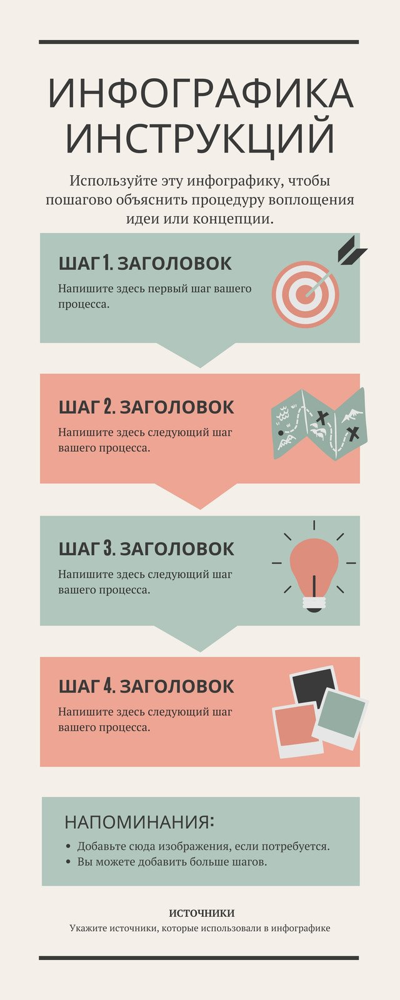 ИНФОГРАФИКА
ИНСТРУКЦИЙ
Используйте эту инфографику, чтобы
пошагово объяснить процедуру воплощения
идеи или концепции.
ШАГ 1. ЗАГОЛОВОК
Напишите здесь первый шаг вашего
процесса.
ШАГ 2. ЗАГОЛОВОК
Напишите здесь следующий шаг
вашего процесса.
ШАГ 3. ЗАГОЛОВОК
Напишите здесь следующий шаг
вашего процесса.
ШАГ 4. ЗАГОЛОВОК
Напишите здесь следующий шаг
вашего процесса.
НАПОМИНАНИЯ:
• Добавьте сюда изображения, если потребуется.
• Вы можете добавить больше шагов.
ИСТОЧНИКИ
Укажите источники, которые использовали в инфографике